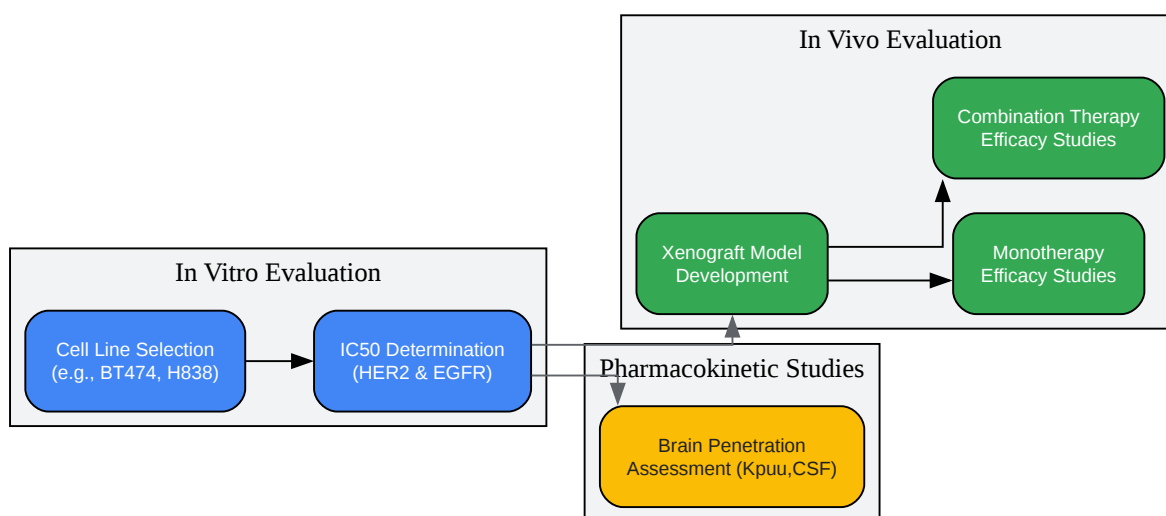 In Vitro Evaluation
Cell Line Selection
(e.g., BT474, H838)
IC50 Determination
(HER2 & EGFR)
In Vivo Evaluation
Combination Therapy
Efficacy Studies
Xenograft Model
Development
Monotherapy
Efficacy Studies
Pharmacokinetic Studies
Brain Penetration
Assessment (Kpuu,CSF)